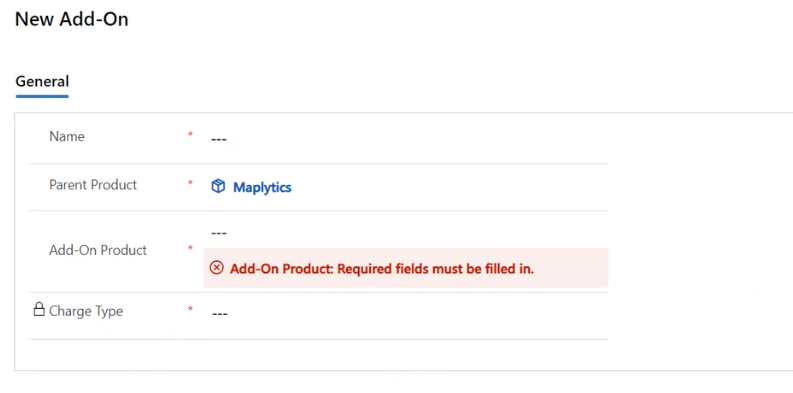 New Add-On
General
Name * ---
Parent Product * Maplytics
---
Add-On Product *
Add-On Product: Required fields must be filled in.
Charge Type * ---